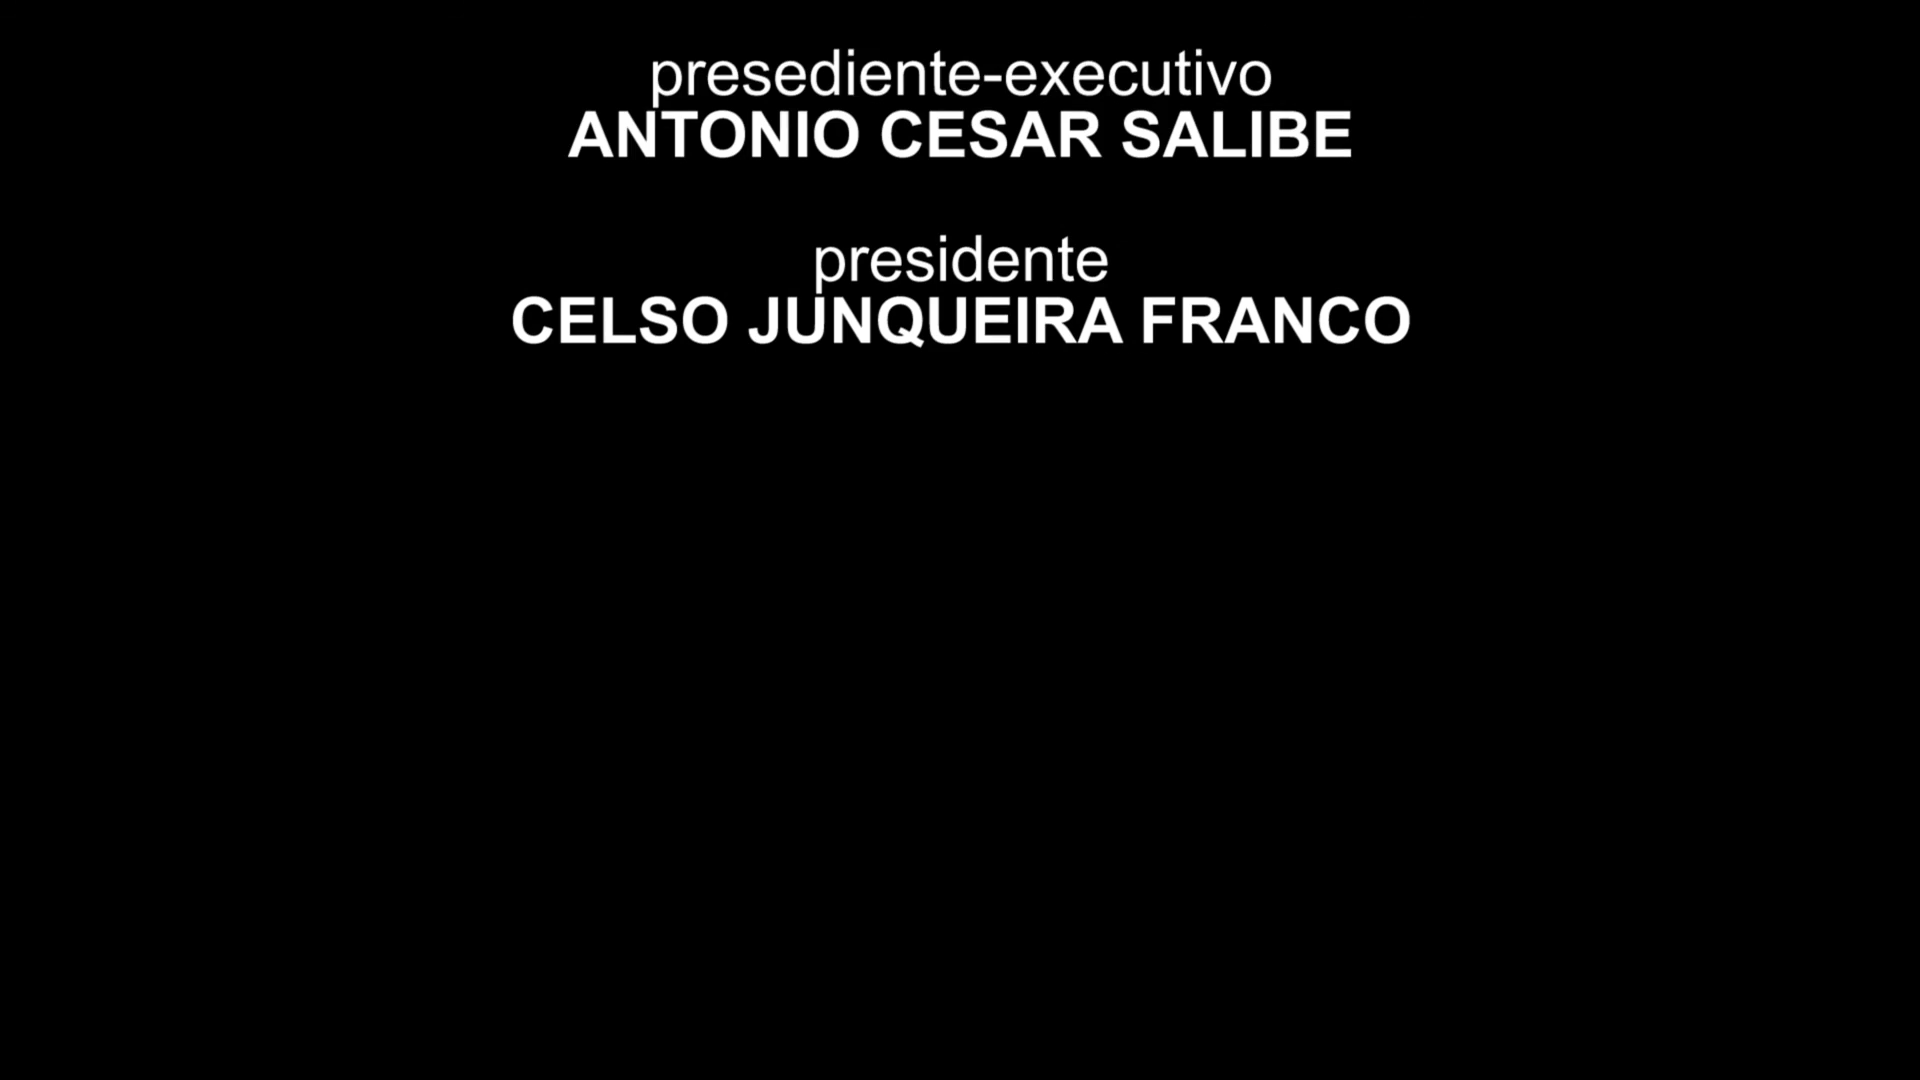 presediente-executivo
ANTONIO CESAR SALIBE
presidente
CELSO JUNQUEIRA FRANCO